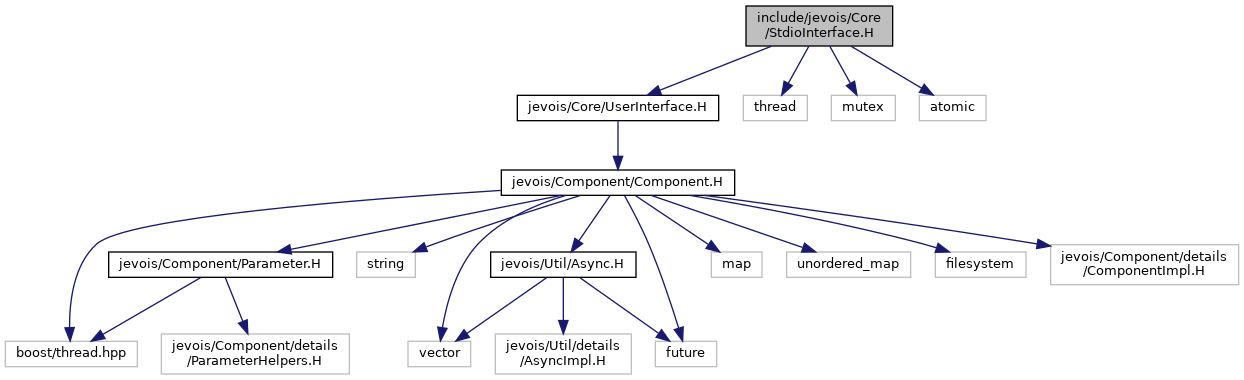 include/jevois/Core
/StdioInterface.H
jevois/Core/UserInterface.H
thread
mutex
atomic
jevois/Component/Component.H
jevois/Component/Parameter.H
string
jevois/Util/Async.H
map
unordered_map
filesystem
jevois/Component/details
/ComponentImpl.H
boost/thread.hpp
jevois/Component/details
/ParameterHelpers.H
vector
jevois/Util/details
/AsyncImpl.H
future